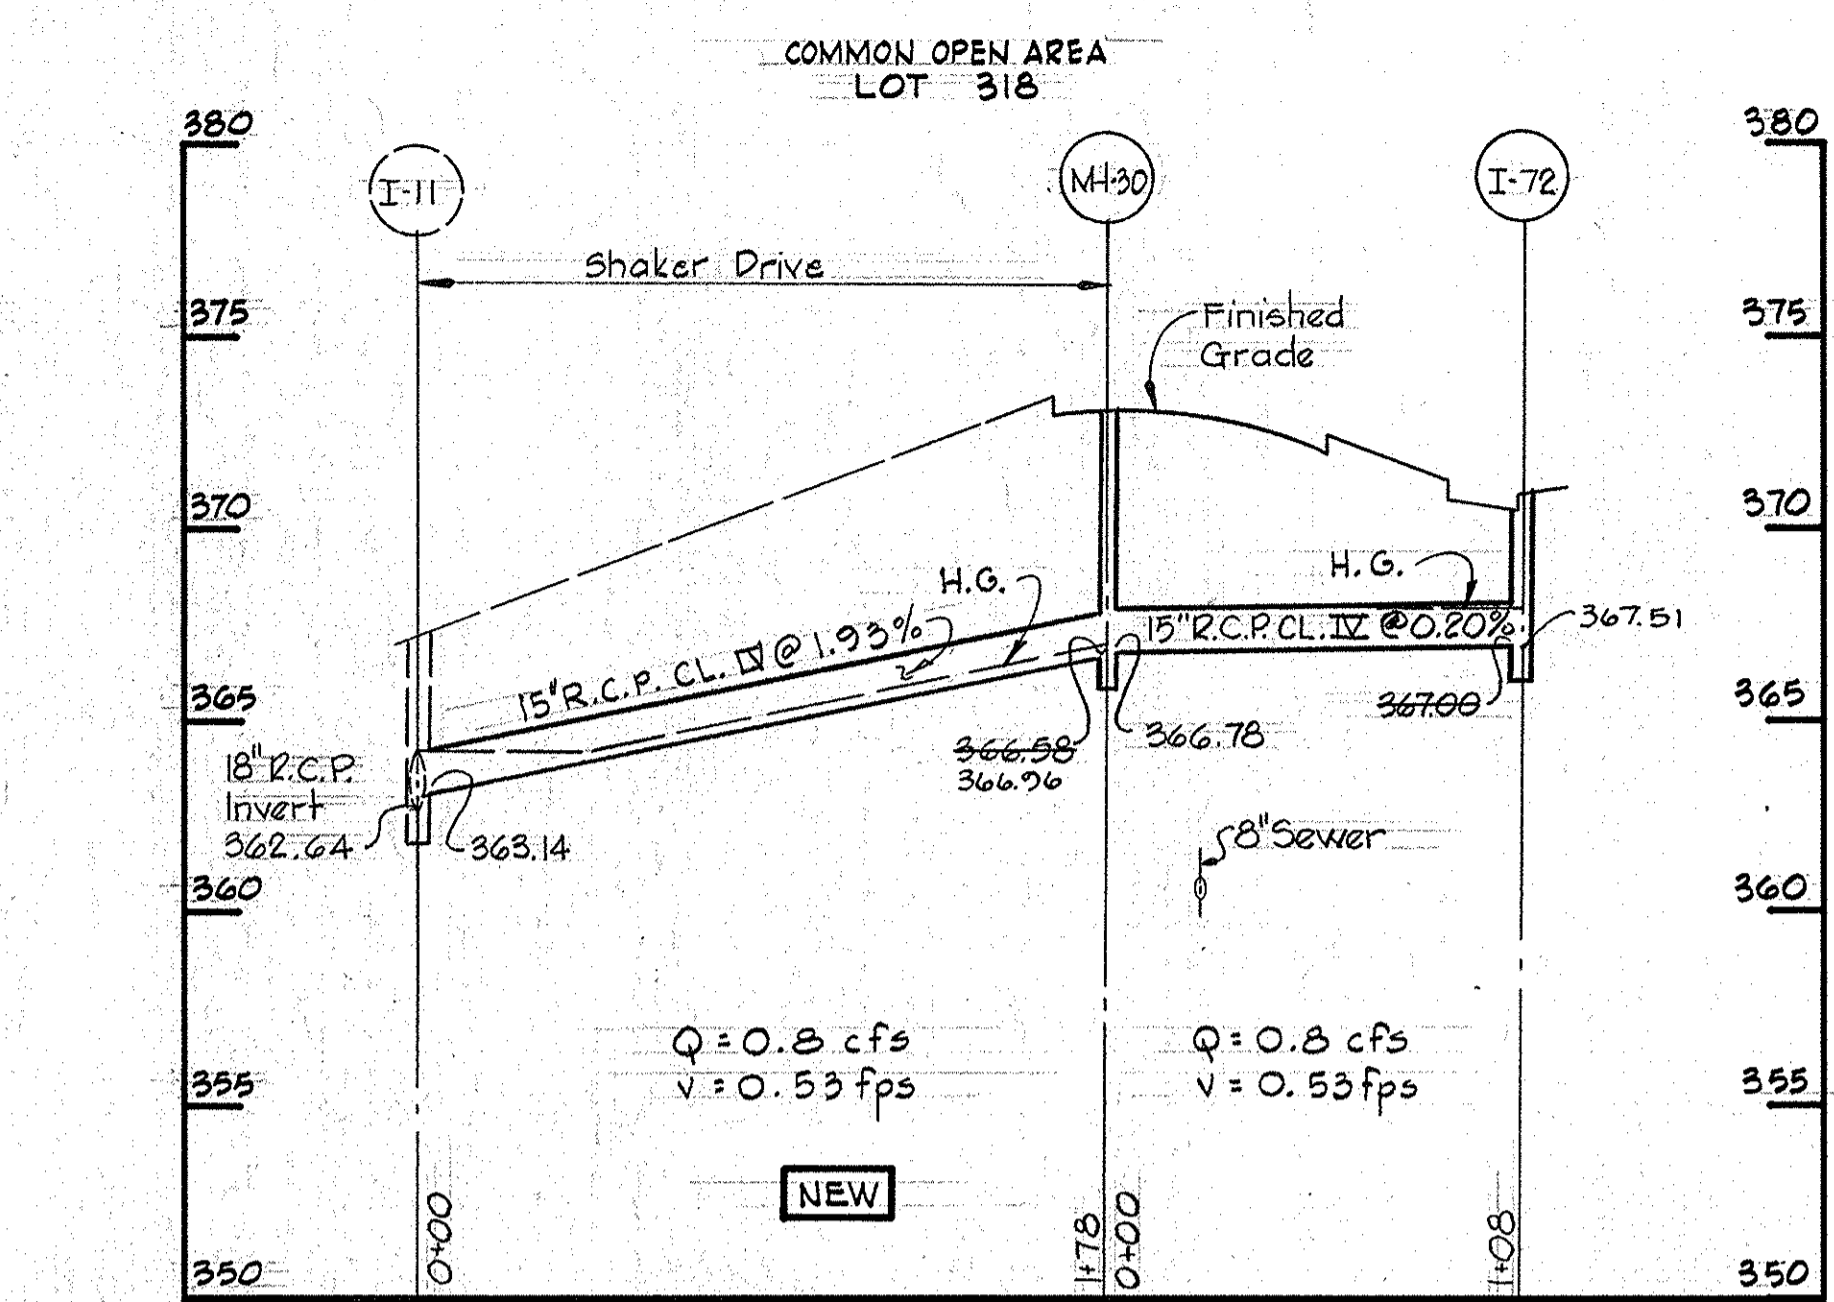 COMMON OPEN AREA
LOT 318
380
380
I-11
MH-30
I-72
Shaker Drive
375
375
Finished
Grade
370
370
H.G.
H.G.
15" R.C.P. CL. IV @ 1.93%
2
15" R.C.P. CL. IV @ 0.20%
367.51
365
365
367.00
366.58
366.96
366.78
18" R.C.P.
Invert
362.64
363.14
8" Sewer
360
360
Q = 0.8 cfs
v = 0.53 fps
Q = 0.8 cfs
v = 0.53 fps
355
355
NEW
0+00
1+78
0+00
1+08
350
350